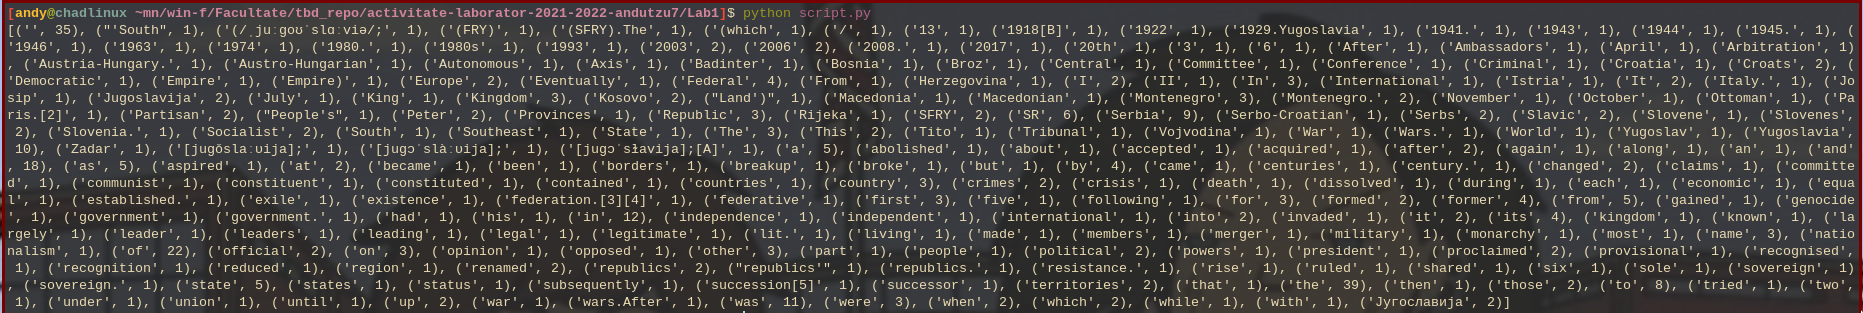 [andy@chadlinux ~mn/win-f/Facultate/tbd_repo/activitate-laborator-2021-2022-andutzu7/Lab1]$ python script.py
[('', 35), ("'South", 1), ('(/ˌjuːɡoʊˈslɑːviə/;', 1), ('(FRY)', 1), ('(SFRY).The', 1), ('(which', 1), ('/', 1), ('13', 1), ('1918[B]', 1), ('1922', 1), ('1929.Yugoslavia', 1), ('1941.', 1), ('1943', 1), ('1944', 1), ('1945.', 1), (
'1946', 1), ('1963', 1), ('1974', 1), ('1980.', 1), ('1980s', 1), ('1993', 1), ('2003', 2), ('2006', 2), ('2008.', 1), ('2017', 1), ('20th', 1), ('3', 1), ('6', 1), ('After', 1), ('Ambassadors', 1), ('April', 1), ('Arbitration', 1)
, ('Austria-Hungary.', 1), ('Austro-Hungarian', 1), ('Autonomous', 1), ('Axis', 1), ('Badinter', 1), ('Bosnia', 1), ('Broz', 1), ('Central', 1), ('Committee', 1), ('Conference', 1), ('Criminal', 1), ('Croatia', 1), ('Croats', 2), (
'Democratic', 1), ('Empire', 1), ('Empire)', 1), ('Europe', 2), ('Eventually', 1), ('Federal', 4), ('From', 1), ('Herzegovina', 1), ('I', 2), ('II', 1), ('In', 3), ('International', 1), ('Istria', 1), ('It', 2), ('Italy.', 1), ('Jo
sip', 1), ('Jugoslavija', 2), ('July', 1), ('King', 1), ('Kingdom', 3), ('Kosovo', 2), ("Land')", 1), ('Macedonia', 1), ('Macedonian', 1), ('Montenegro', 3), ('Montenegro.', 2), ('November', 1), ('October', 1), ('Ottoman', 1), ('Pa
ris.[2]', 1), ('Partisan', 2), ("People's", 1), ('Peter', 2), ('Provinces', 1), ('Republic', 3), ('Rijeka', 1), ('SFRY', 2), ('SR', 6), ('Serbia', 9), ('Serbo-Croatian', 1), ('Serbs', 2), ('Slavic', 2), ('Slovene', 1), ('Slovenes',
2), ('Slovenia.', 1), ('Socialist', 2), ('South', 1), ('Southeast', 1), ('State', 1), ('The', 3), ('This', 2), ('Tito', 1), ('Tribunal', 1), ('Vojvodina', 1), ('War', 1), ('Wars.', 1), ('World', 1), ('Yugoslav', 1), ('Yugoslavia',
10), ('Zadar', 1), ('[juɡǒslaːʋija];', 1), ('[juɡɔˈslàːʋija];', 1), ('[juɡɔˈsɫavija];[A]', 1), ('a', 5), ('abolished', 1), ('about', 1), ('accepted', 1), ('acquired', 1), ('after', 2), ('again', 1), ('along', 1), ('an', 1), ('and'
, 18), ('as', 5), ('aspired', 1), ('at', 2), ('became', 1), ('been', 1), ('borders', 1), ('breakup', 1), ('broke', 1), ('but', 1), ('by', 4), ('came', 1), ('centuries', 1), ('century.', 1), ('changed', 2), ('claims', 1), ('committe
d', 1), ('communist', 1), ('constituent', 1), ('constituted', 1), ('contained', 1), ('countries', 1), ('country', 3), ('crimes', 2), ('crisis', 1), ('death', 1), ('dissolved', 1), ('during', 1), ('each', 1), ('economic', 1), ('equa
l', 1), ('established.', 1), ('exile', 1), ('existence', 1), ('federation.[3][4]', 1), ('federative', 1), ('first', 3), ('five', 1), ('following', 1), ('for', 3), ('formed', 2), ('former', 4), ('from', 5), ('gained', 1), ('genocide
', 1), ('government', 1), ('government.', 1), ('had', 1), ('his', 1), ('in', 12), ('independence', 1), ('independent', 1), ('international', 1), ('into', 2), ('invaded', 1), ('it', 2), ('its', 4), ('kingdom', 1), ('known', 1), ('la
rgely', 1), ('leader', 1), ('leaders', 1), ('leading', 1), ('legal', 1), ('legitimate', 1), ('lit.', 1), ('living', 1), ('made', 1), ('members', 1), ('merger', 1), ('military', 1), ('monarchy', 1), ('most', 1), ('name', 3), ('natio
nalism', 1), ('of', 22), ('official', 2), ('on', 3), ('opinion', 1), ('opposed', 1), ('other', 3), ('part', 1), ('people', 1), ('political', 2), ('powers', 1), ('president', 1), ('proclaimed', 2), ('provisional', 1), ('recognised',
1), ('recognition', 1), ('reduced', 1), ('region', 1), ('renamed', 2), ('republics', 2), ("republics'", 1), ('republics.', 1), ('resistance.', 1), ('rise', 1), ('ruled', 1), ('shared', 1), ('six', 1), ('sole', 1), ('sovereign', 1)
, ('sovereign.', 1), ('state', 5), ('states', 1), ('status', 1), ('subsequently', 1), ('succession[5]', 1), ('successor', 1), ('territories', 2), ('that', 1), ('the', 39), ('then', 1), ('those', 2), ('to', 8), ('tried', 1), ('two',
1), ('under', 1), ('union', 1), ('until', 1), ('up', 2), ('war', 1), ('wars.After', 1), ('was', 11), ('were', 3), ('when', 2), ('which', 2), ('while', 1), ('with', 1), ('Југославија', 2)]